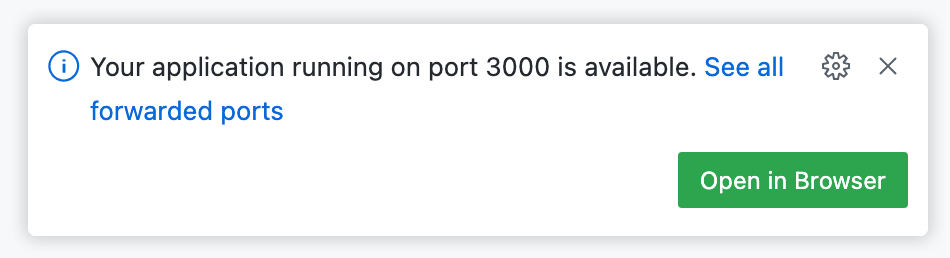 Your application running on port 3000 is available. See all
forwarded ports
Open in Browser